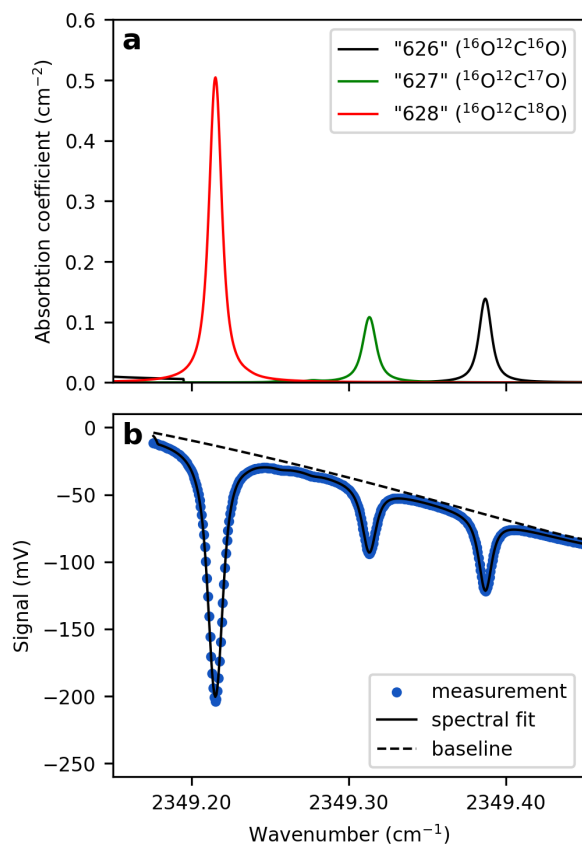 a
"626" (¹⁶O¹²C¹⁶O)
"627" (¹⁶O¹²C¹⁷O)
"628" (¹⁶O¹²C¹⁸O)
0.6
0.5
0.4
0.3
0.2
0.1
0.0
Absorbtion coefficient (cm⁻²)
b
0
−50
−100
−150
−200
−250
Signal (mV)
measurement
spectral fit
baseline
2349.20 2349.30 2349.40
Wavenumber (cm⁻¹)